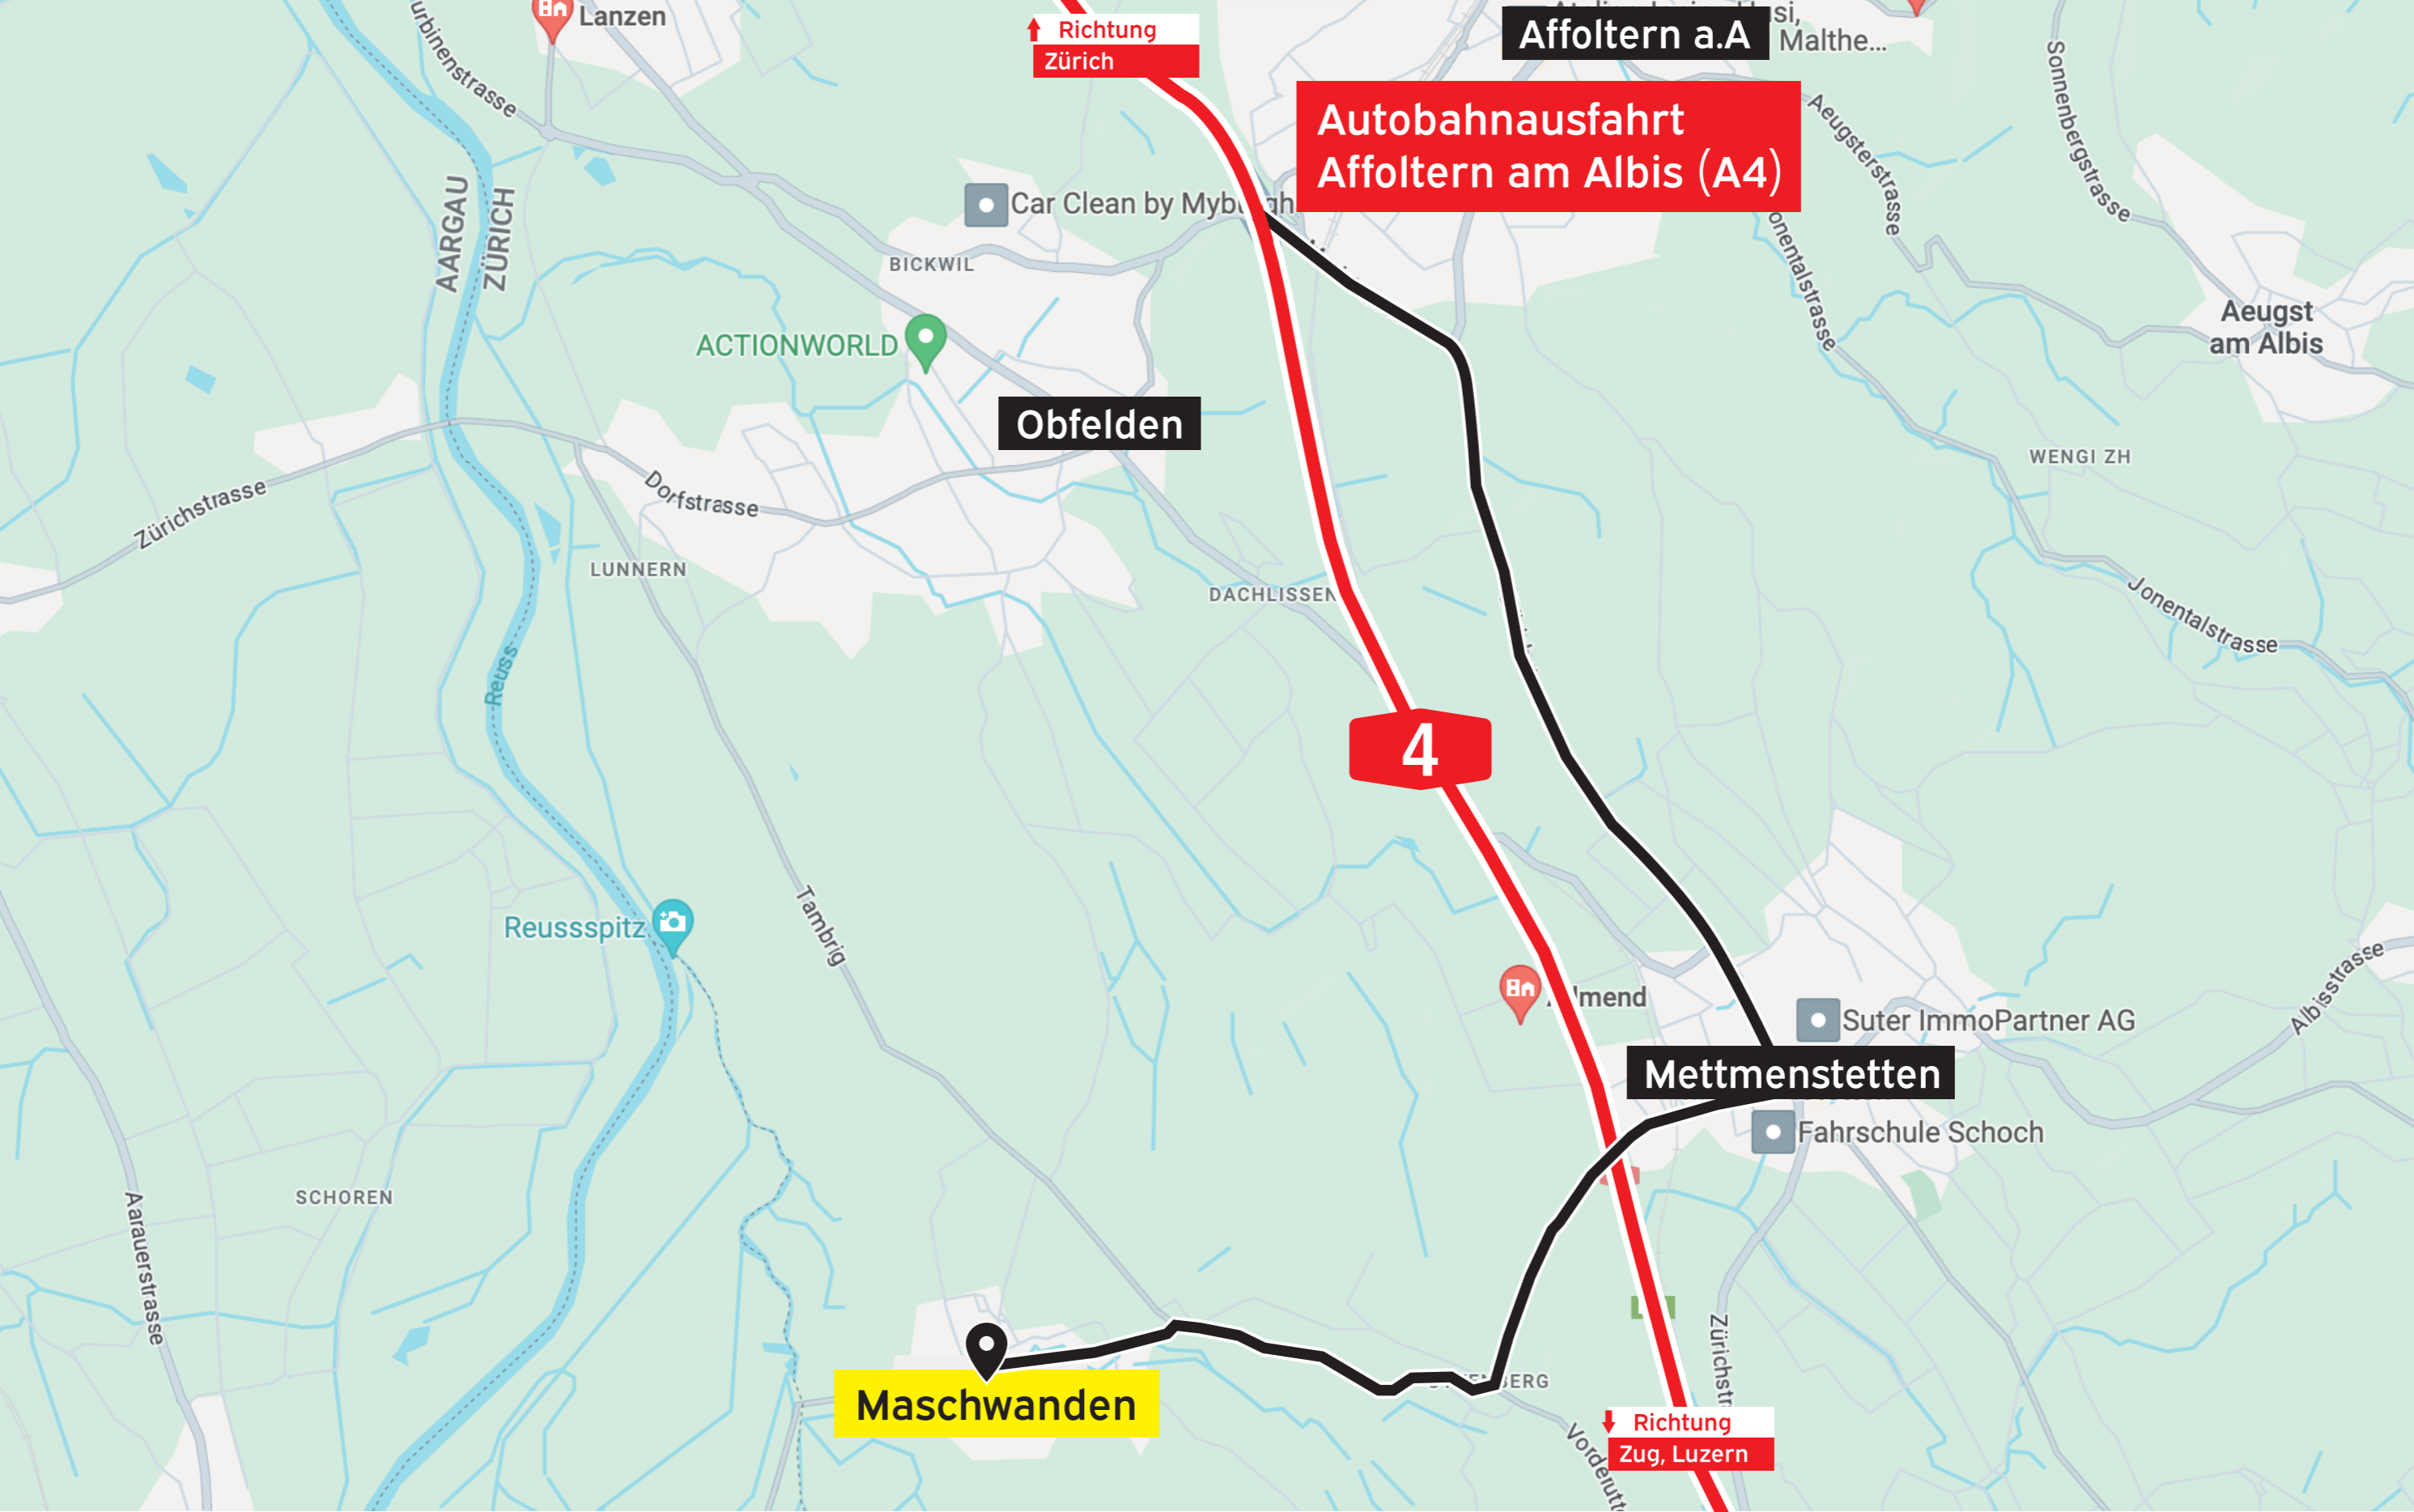 Lanzen
Richtung
Zürich
Affoltern a.A
Malthe...
Autobahnausfahrt
Affoltern am Albis (A4)
Sonnenbergstrasse
Aeugsterstrasse
AARGAU
ZÜRICH
Car Clean by
BICKWIL
ACTIONWORLD
Aeugst
am Albis
Obfelden
WENGI ZH
Zürichstrasse
Dorfstrasse
LUNNERN
DACHLISSEN
Jonentalstrasse
Reuss
4
Reussspitz
Tambrig
Albisstrasse
Suter ImmoPartner AG
Mettmenstetten
Fahrschule Schoch
SCHOREN
Aarauerstrasse
Maschwanden
Richtung
Zug, Luzern